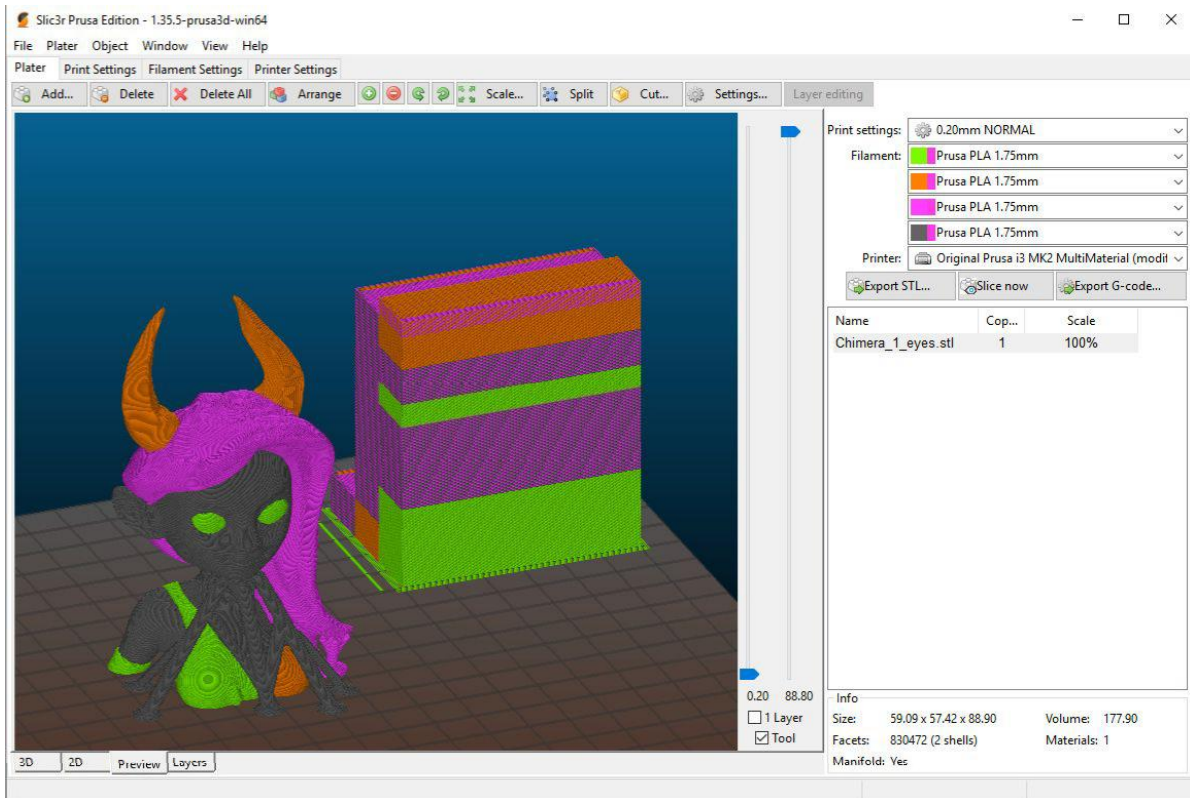 Slic3r Prusa Edition - 1.35.5-prusa3d-win64
File Plater Object Window View Help
Plater Print Settings Filament Settings Printer Settings
Add... Delete Delete All Arrange Scale... Split Cut... Settings... Layer editing
Print settings: 0.20mm NORMAL
Filament: Prusa PLA 1.75mm
Prusa PLA 1.75mm
Prusa PLA 1.75mm
Prusa PLA 1.75mm
Printer: Original Prusa i3 MK2 MultiMaterial (modif
Export STL... Slice now Export G-code...
Name Cop... Scale
Chimera_1_eyes.stl 1 100%
0.20 88.80
1 Layer
Tool
Info
Size: 59.09 x 57.42 x 88.90 Volume: 177.90
Facets: 830472 (2 shells) Materials: 1
Manifold: Yes
3D 2D Preview Layers